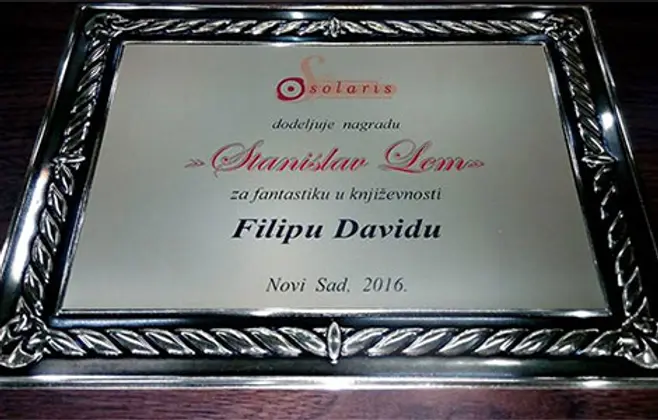 solaris
dodeljuje nagradu
»Stanislav Lem»
za fantastiku u književnosti
Filipu Davidu
Novi Sad, 2016.